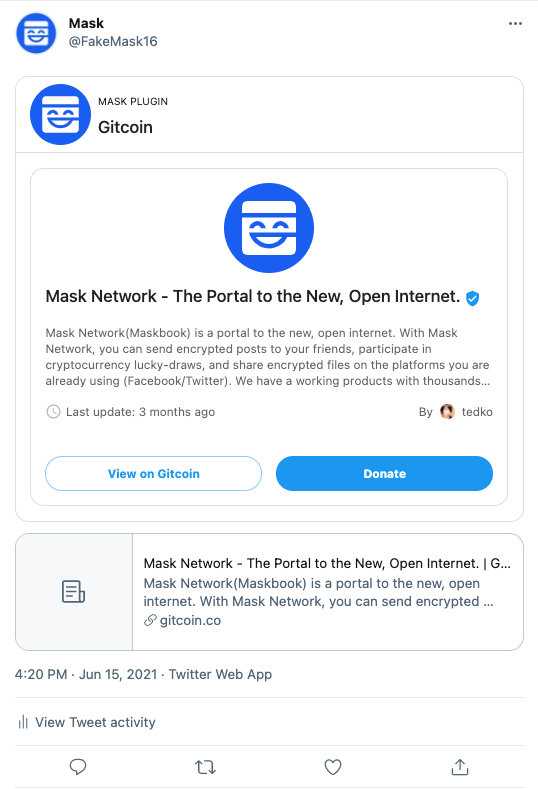 Mask
@FakeMask16
MASK PLUGIN
Gitcoin
Mask Network - The Portal to the New, Open Internet.
Mask Network(Maskbook) is a portal to the new, open internet. With Mask
Network, you can send encrypted posts to your friends, participate in
cryptocurrency lucky-draws, and share encrypted files on the platforms you are
already using (Facebook/Twitter). We have a working products with thousands...
Last update: 3 months ago
By tedko
View on Gitcoin
Donate
Mask Network - The Portal to the New, Open Internet. | G...
Mask Network(Maskbook) is a portal to the new, open
internet. With Mask Network, you can send encrypted ...
gitcoin.co
4:20 PM · Jun 15, 2021 · Twitter Web App
View Tweet activity